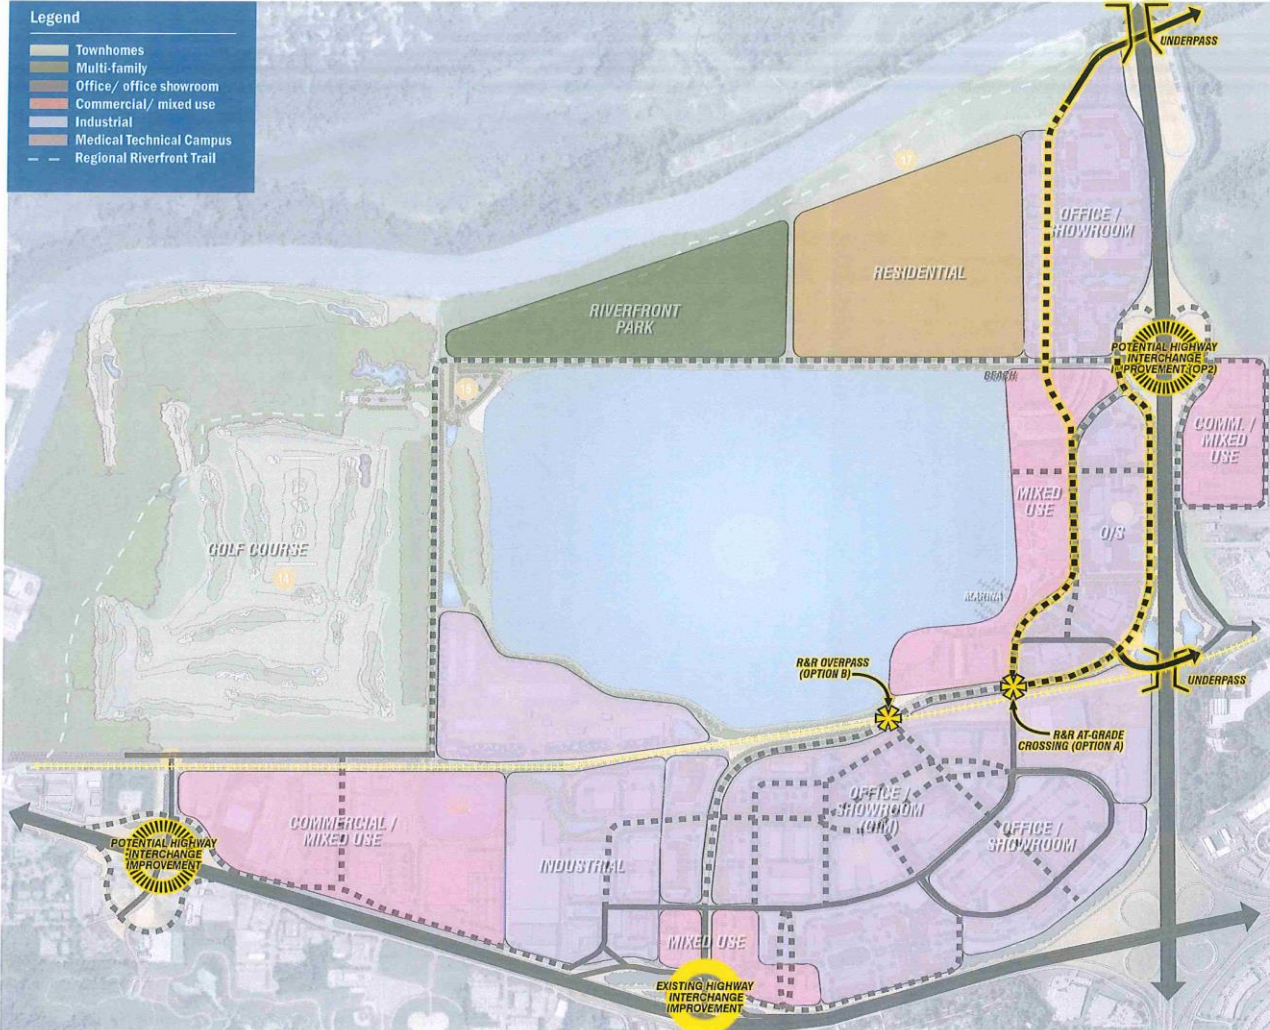 Legend
Townhomes
Multi-family
Office/ office showroom
Commercial/ mixed use
Industrial
Medical Technical Campus
Regional Riverfront Trail
UNDERPASS
17
OFFICE /
SHOWROOM
RESIDENTIAL
RIVERFRONT
PARK
POTENTIAL HIGHWAY
INTERCHANGE
IMPROVEMENT (OP2)
BEACH
COMM. /
MIXED
USE
MIXED
USE
O/S
GOLF COURSE
14
MARINA
R&R OVERPASS
(OPTION B)
UNDERPASS
R&R AT-GRADE
CROSSING (OPTION A)
OFFICE /
SHOWROOM
COMMERCIAL /
MIXED USE
OFFICE /
SHOWROOM
POTENTIAL HIGHWAY
INTERCHANGE
IMPROVEMENT
INDUSTRIAL
MIXED USE
EXISTING HIGHWAY
INTERCHANGE
IMPROVEMENT